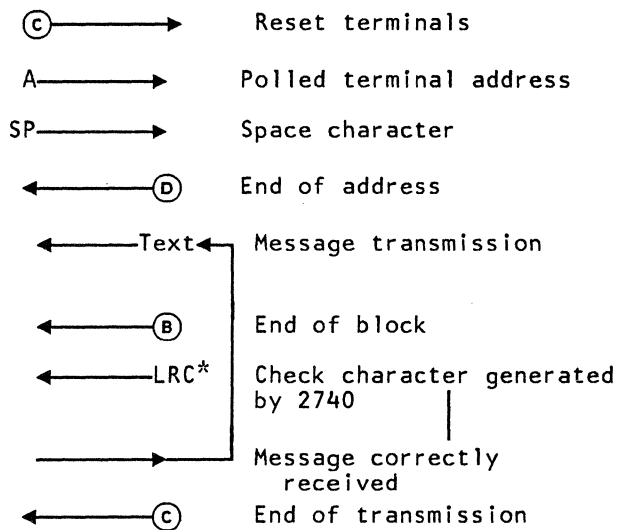 Ⓒ Reset terminals
A Polled terminal address
SP Space character
Ⓓ End of address
Text Message transmission
Ⓑ End of block
LRC* Check character generated
by 2740
Message correctly
received
Ⓒ End of transmission